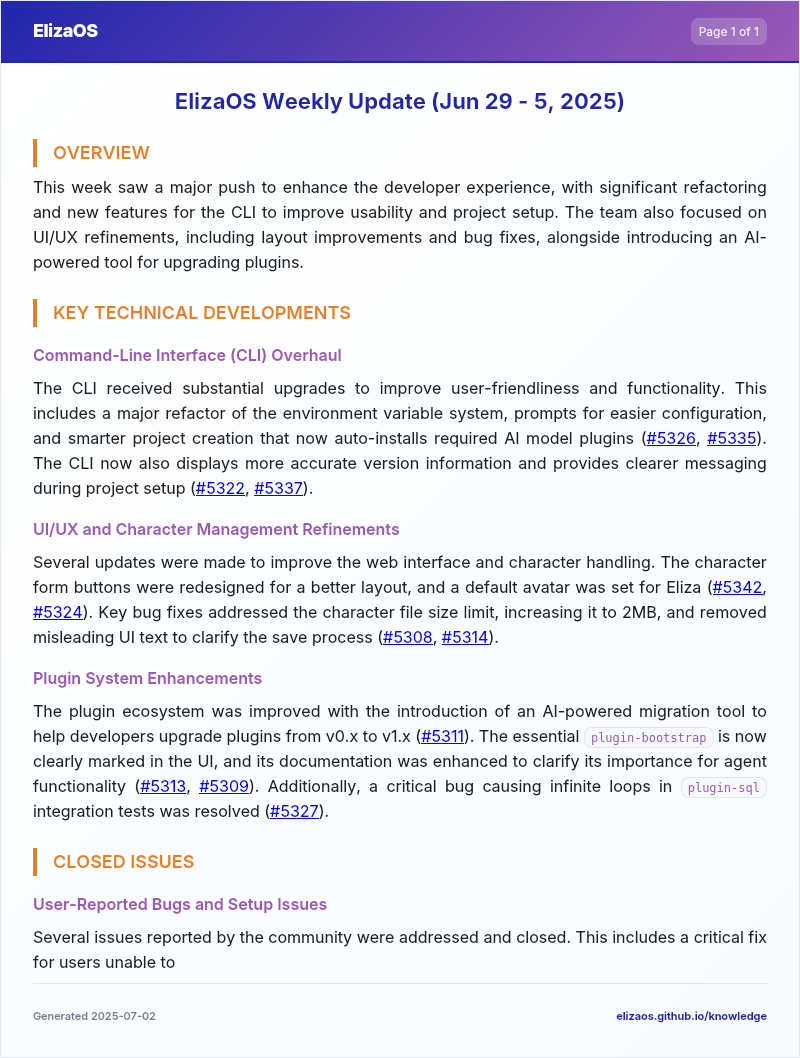 ElizaOS
Page 1 of 1
ElizaOS Weekly Update (Jun 29 - 5, 2025)
OVERVIEW
This week saw a major push to enhance the developer experience, with significant refactoring
and new features for the CLI to improve usability and project setup. The team also focused on
UI/UX refinements, including layout improvements and bug fixes, alongside introducing an AI-
powered tool for upgrading plugins.
KEY TECHNICAL DEVELOPMENTS
Command-Line Interface (CLI) Overhaul
The CLI received substantial upgrades to improve user-friendliness and functionality. This
includes a major refactor of the environment variable system, prompts for easier configuration,
and smarter project creation that now auto-installs required AI model plugins (#5326, #5335).
The CLI now also displays more accurate version information and provides clearer messaging
during project setup (#5322, #5337).
UI/UX and Character Management Refinements
Several updates were made to improve the web interface and character handling. The character
form buttons were redesigned for a better layout, and a default avatar was set for Eliza (#5342,
#5324). Key bug fixes addressed the character file size limit, increasing it to 2MB, and removed
misleading UI text to clarify the save process (#5308, #5314).
Plugin System Enhancements
The plugin ecosystem was improved with the introduction of an AI-powered migration tool to
help developers upgrade plugins from v0.x to v1.x (#5311). The essential plugin-bootstrap is now
clearly marked in the UI, and its documentation was enhanced to clarify its importance for agent
functionality (#5313, #5309). Additionally, a critical bug causing infinite loops in plugin-sql
integration tests was resolved (#5327).
CLOSED ISSUES
User-Reported Bugs and Setup Issues
Several issues reported by the community were addressed and closed. This includes a critical fix
for users unable to
Generated 2025-07-02
elizaos.github.io/knowledge